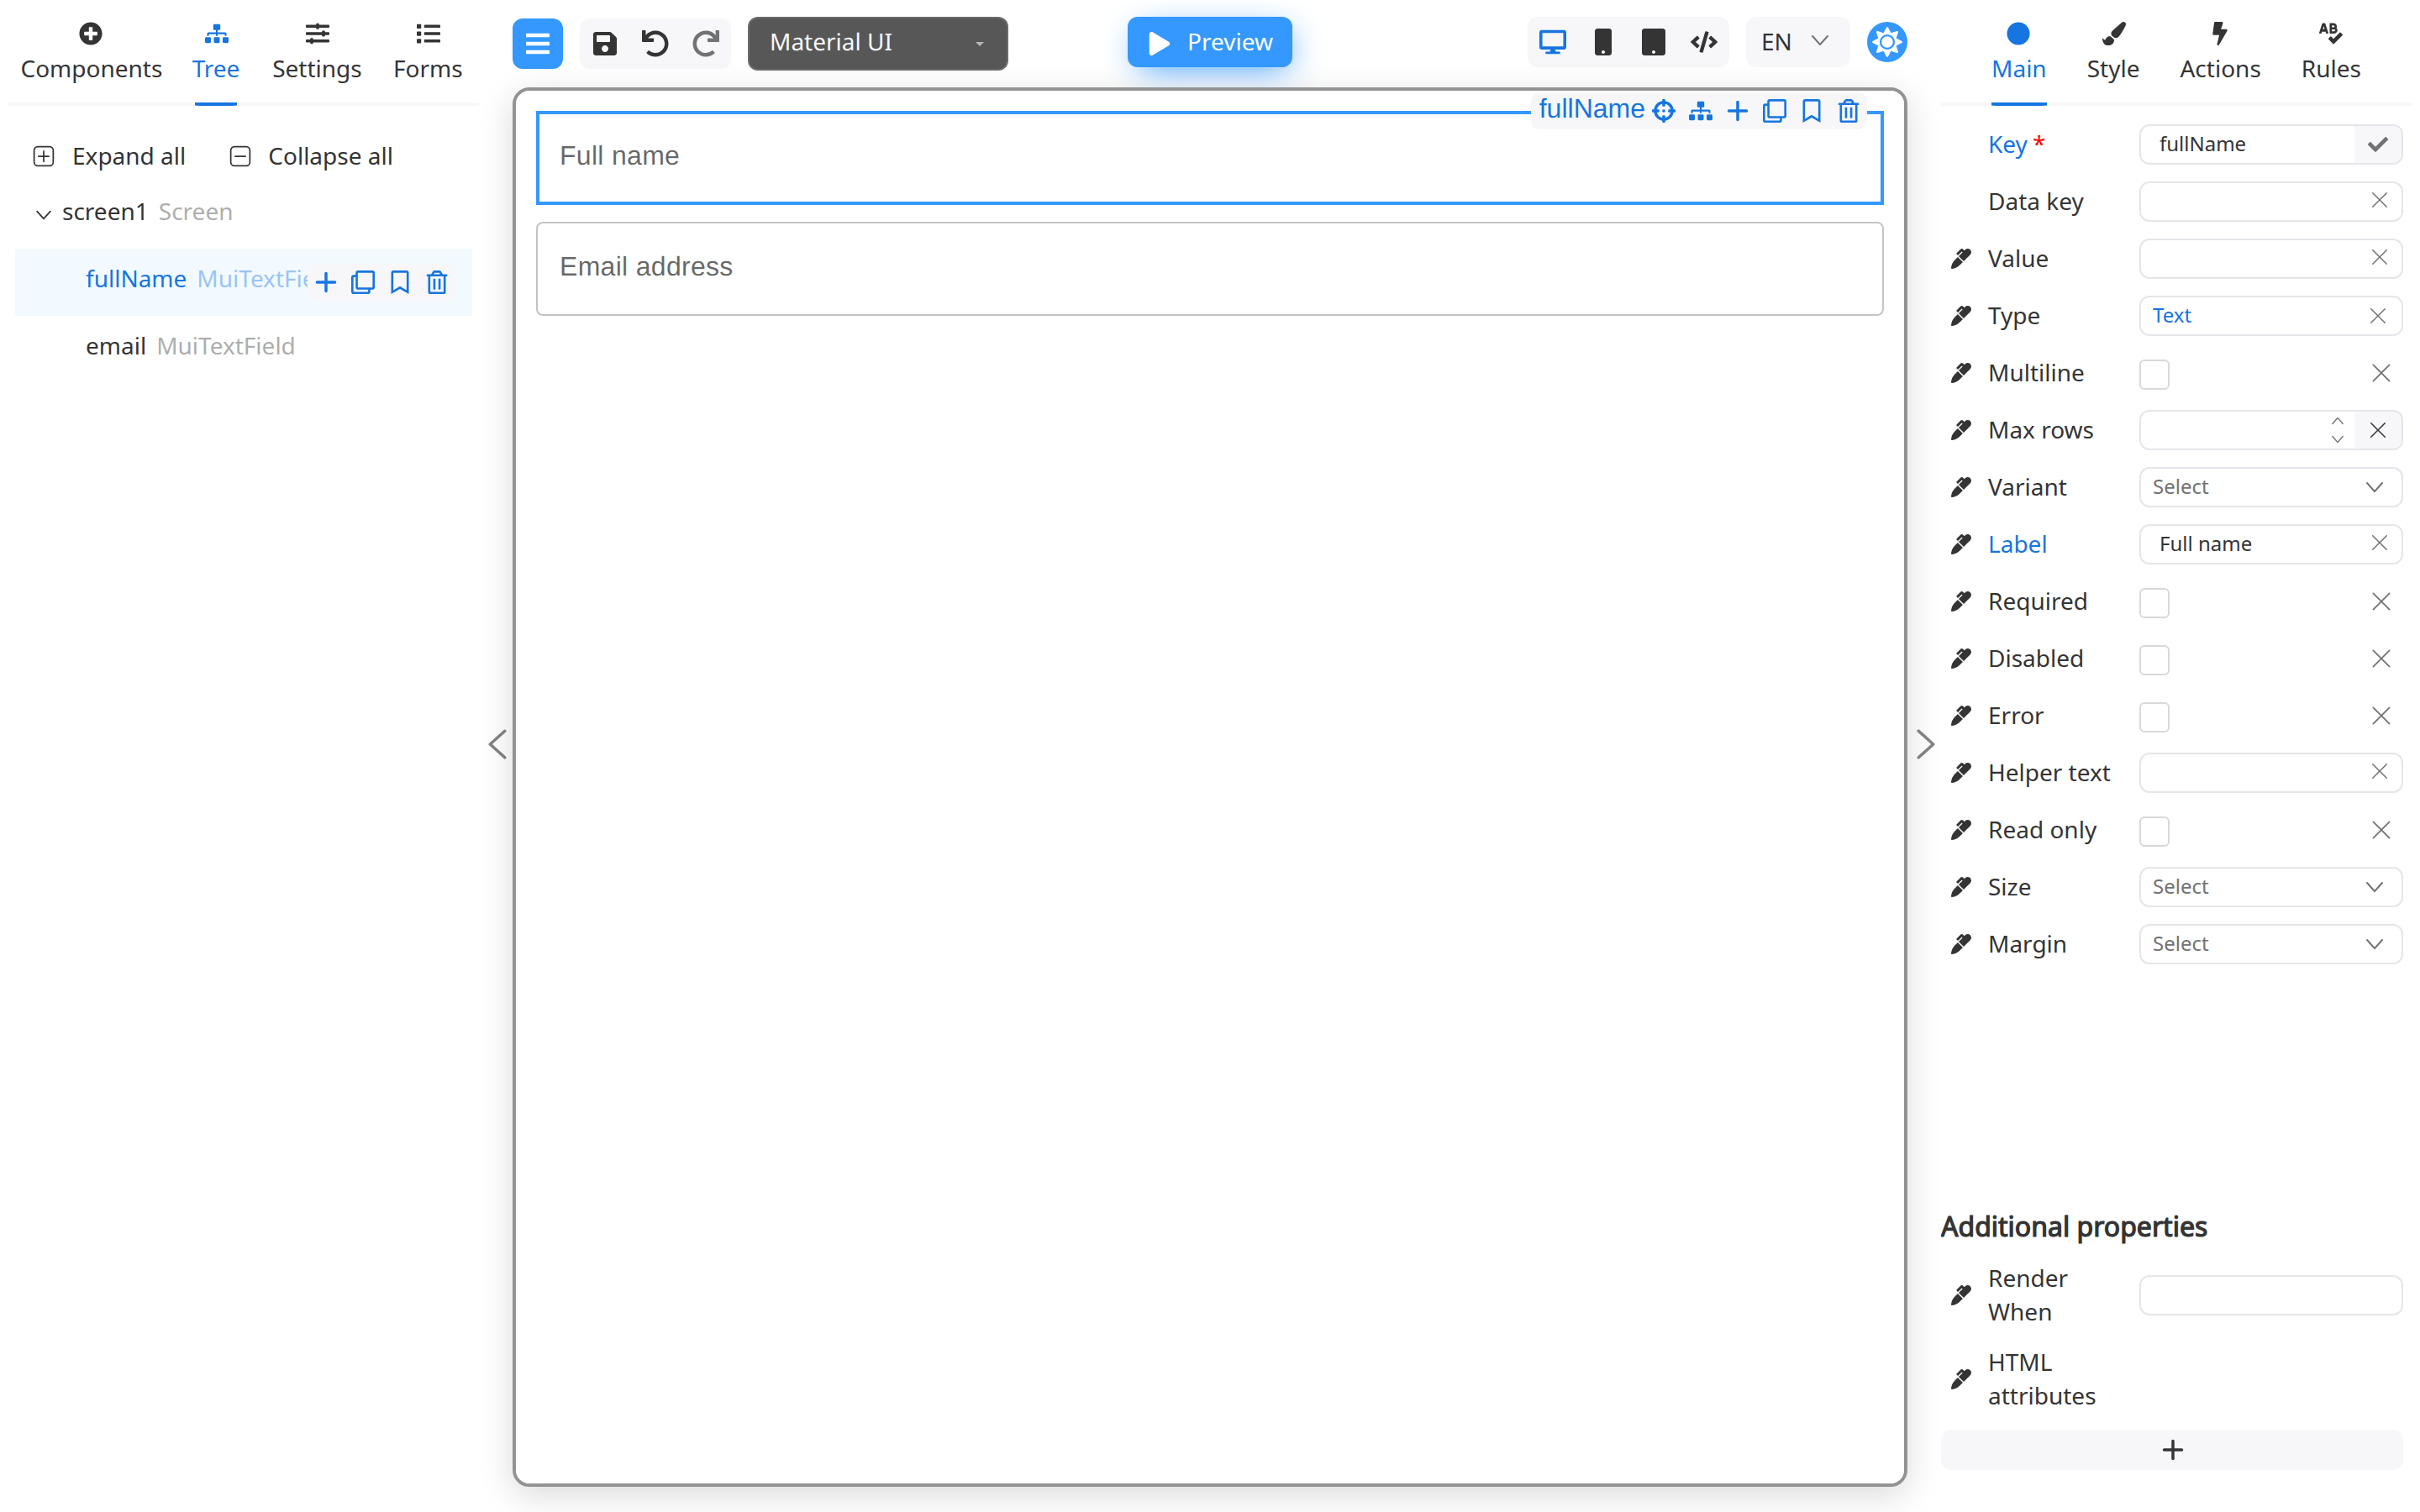 Components
Tree
Settings
Forms
Material UI
Preview
EN
Main
Style
Actions
AB
Rules
Expand all
Collapse all
screen1 Screen
fullName MuiTextFie
email MuiTextField
fullName
Full name
Email address
Key *
fullName
Data key
Value
Type
Text
Multiline
Max rows
Variant
Select
Label
Full name
Required
Disabled
Error
Helper text
Read only
Size
Select
Margin
Select
Additional properties
Render
When
HTML
attributes